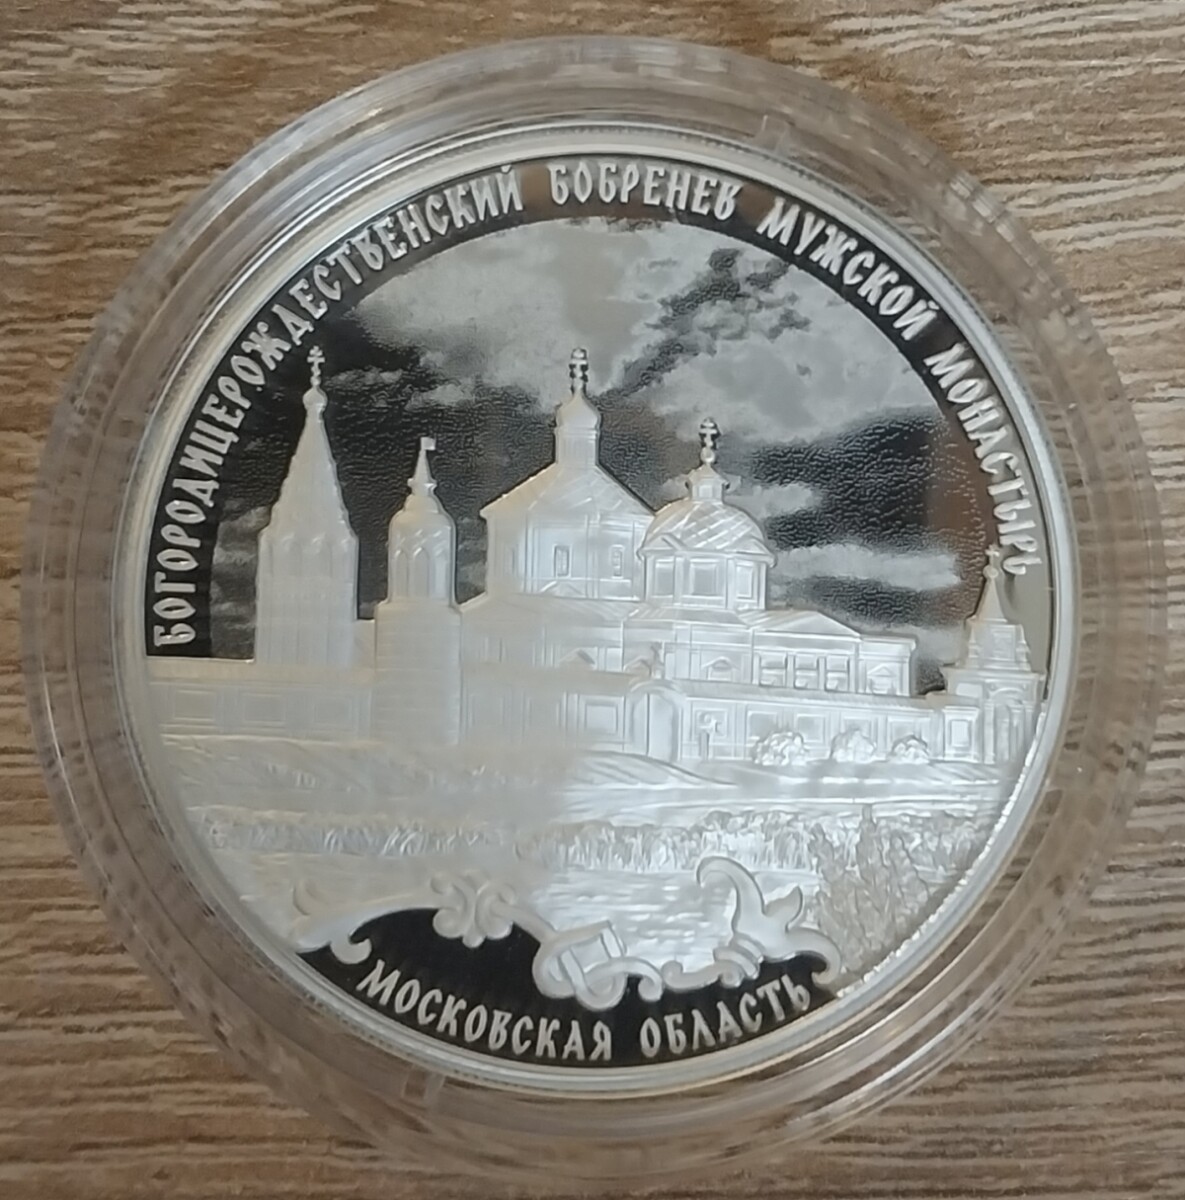 БОГОРОДИЦЕРОЖДЕСТВЕНСКИЙ БОБРЕНЕВ МУЖСКОЙ МОНАСТЫРЬ
МОСКОВСКАЯ ОБЛАСТЬ